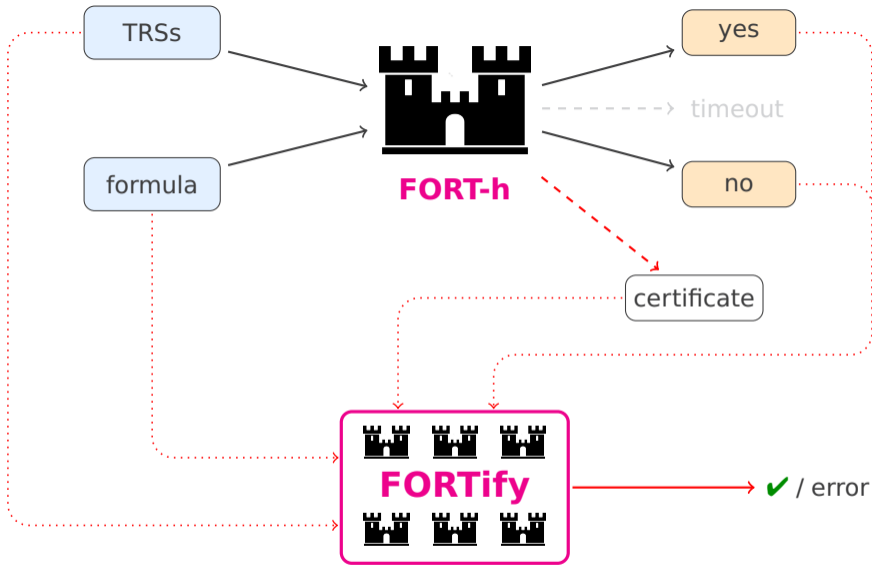 TRSs
yes
timeout
formula
FORT-h
no
certificate
FORTify
✔ / error